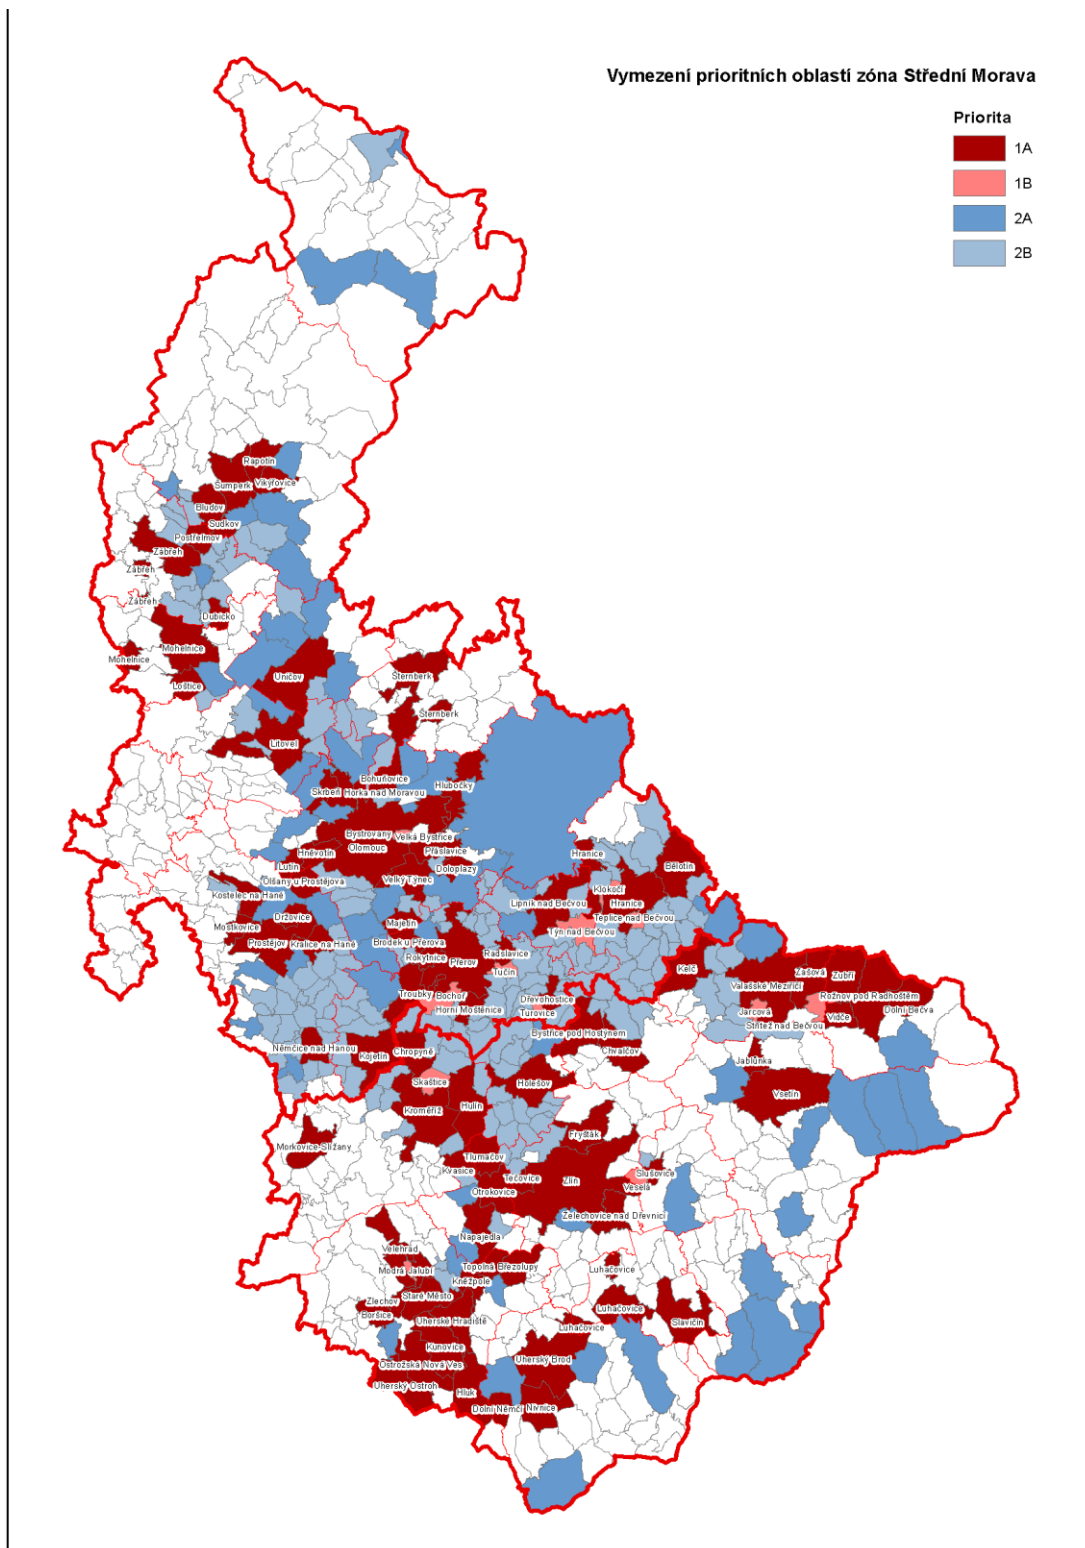 Vymezení prioritních oblastí zóna Střední Morava
Priorita
1A
1B
2A
2B
Rapotín
Šumperk
Vikýřovice
Bludov
Sudkov
Postřelmov
Zábřeh
Zábřeh
Zábřeh
Dubicko
Mohelnice
Mohelnice
Loštice
Uničov
Šternberk
Šternberk
Litovel
Bohuňovice
Hlubočky
Skrbeň
Horka nad Moravou
Bystrovany
Velká Bystřice
Olomouc
Hněvotín
Přáslavice
Hranice
Lutín
Doloplazy
Bělotín
Olšany u Prostějova
Velký Týnec
Klokočí
Kostelec na Hané
Lipník nad Bečvou
Hranice
Držovice
Majetín
Teplice nad Bečvou
Mostkovice
Týn nad Bečvou
Prostějov
Kralice na Hané
Brodek u Přerova
Radslavice
Rokytnice
Přerov
Tučín
Kelč
Zašová
Zubří
Valašské Meziříčí
Troubky
Bochoř
Dřevohostice
Rožnov pod Radhoštěm
Horní Moštěnice
Turovice
Jarcová
Vidče
Dolní Bečva
Střítež nad Bečvou
Bystřice pod Hostýnem
Němčice nad Hanou
Kojetín
Chropyně
Chvalčov
Jablůnka
Skaštice
Holešov
Vsetín
Kroměříž
Hulín
Fryšták
Morkovice-Slížany
Tlumačov
Kvasice
Tečovice
Zlín
Slušovice
Veselá
Otrokovice
Želechovice nad Dřevnicí
Napajedla
Velehrad
Modrá
Jalubí
Topolná
Březolupy
Luhačovice
Kněžpole
Zlechov
Staré Město
Boršice
Luhačovice
Uherské Hradiště
Luhačovice
Slavičín
Kunovice
Ostrožská Nová Ves
Uherský Brod
Uherský Ostroh
Hluk
Dolní Němčí
Nivnice